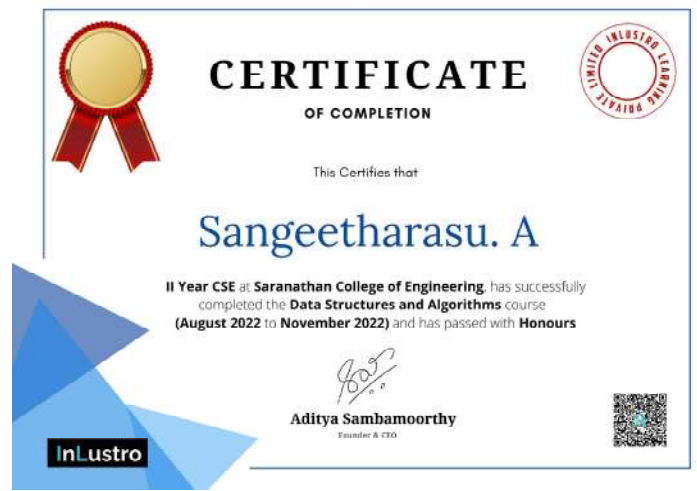 CERTIFICATE
OF COMPLETION
INLUSTRO LEARNING PRIVATE LIMITED
This Certifies that
Sangeetharasu. A
II Year CSE at Saranathan College of Engineering, has successfully
completed the Data Structures and Algorithms course
(August 2022 to November 2022) and has passed with Honours
Aditya Sambamoorthy
Founder & CEO
InLustro